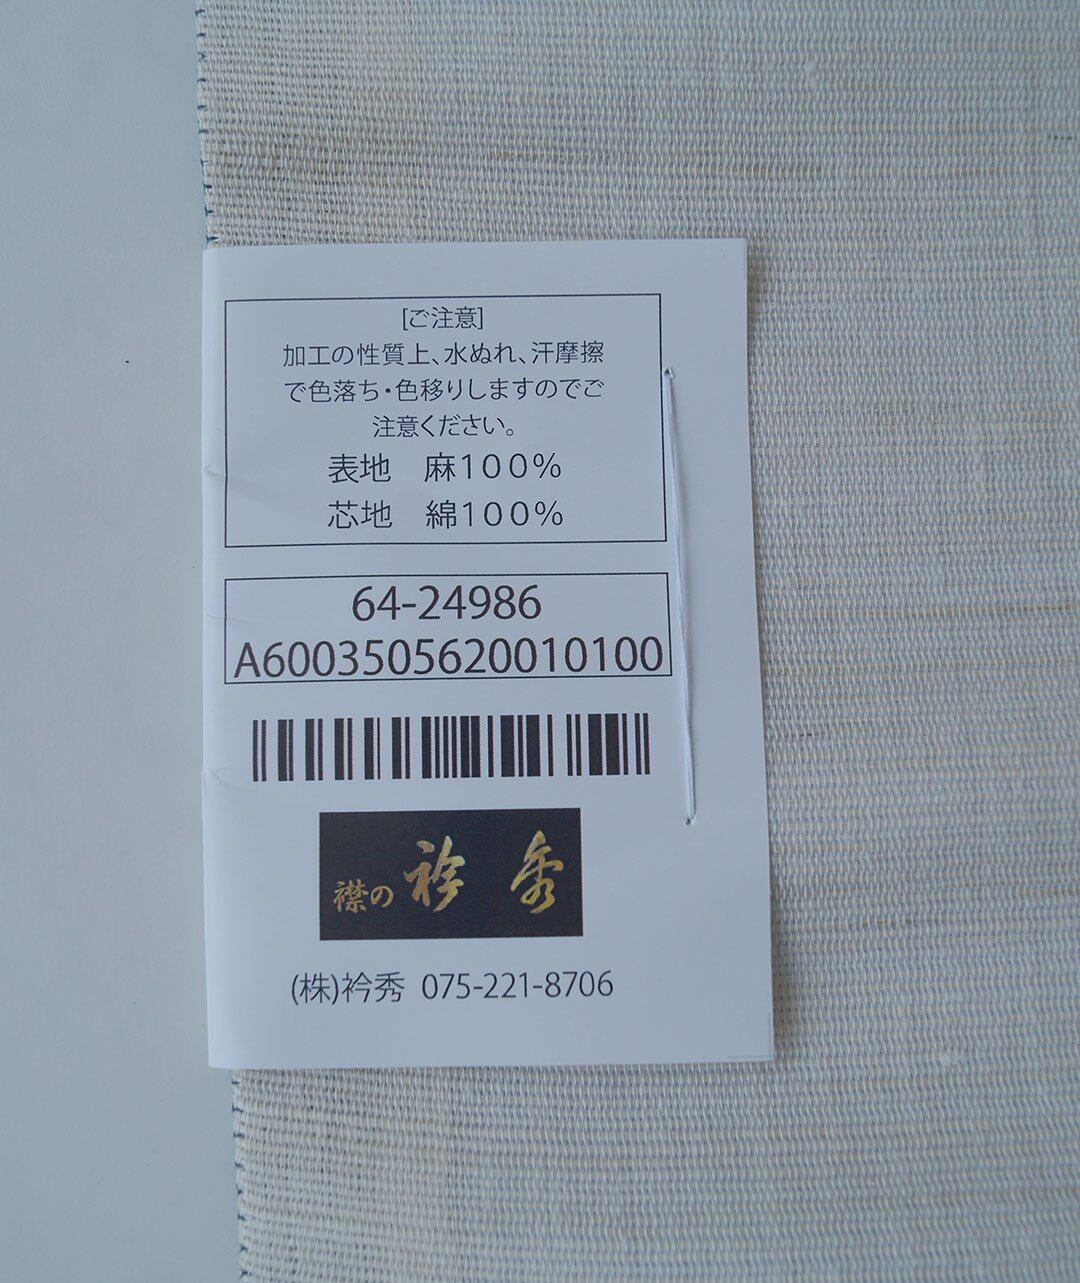 [ご注意]
加工の性質上、水ぬれ、汗摩擦
で色落ち・色移りしますのでご
注意ください。
表地　麻100%
芯地　綿100%
64-24986
A6003505620010100
襟の 衿 秀
(株)衿秀 075-221-8706